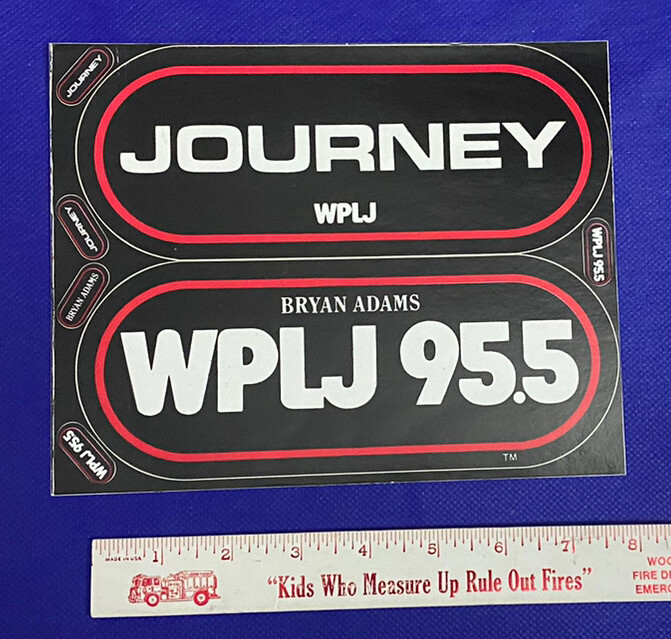 JOURNEY
JOURNEY
WPLJ
JOURNEY
WPLJ 95.5
BRYAN ADAMS
BRYAN ADAMS
WPLJ 95.5
WPLJ 95.5
TM
MADE IN USA 1 2 3 4 5 6 7 8
"Kids Who Measure Up Rule Out Fires"
WOO
FIRE DE
EMERG